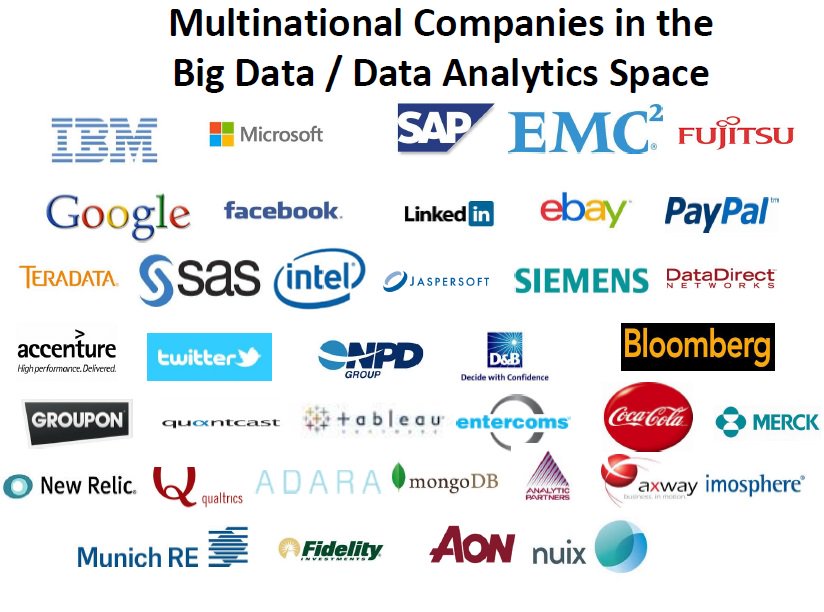 Multinational Companies in the
Big Data / Data Analytics Space
IBM Microsoft SAP EMC² FUJITSU
Google facebook. Linked in ebay™ PayPal™
TERADATA. sas intel JASPERSOFT SIEMENS DataDirect
NETWORKS
accenture twitter NPD D&B Bloomberg
High performance. Delivered. GROUP Decide with Confidence
GROUPON quantcast tableau entercoms Coca-Cola MERCK
SOFTWARE
New Relic. qualtrics ADARA mongoDB ANALYTIC axway imosphere®
PARTNERS business in motion
Munich RE Fidelity AON nuix
INVESTMENTS